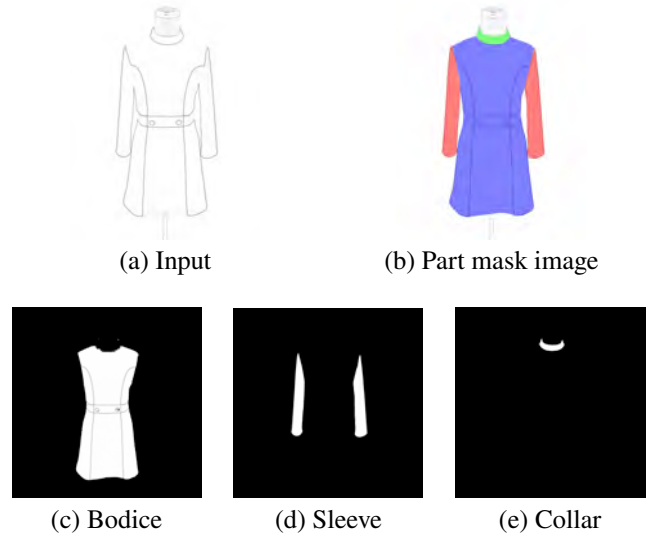 (a) Input
(b) Part mask image
(c) Bodice
(d) Sleeve
(e) Collar